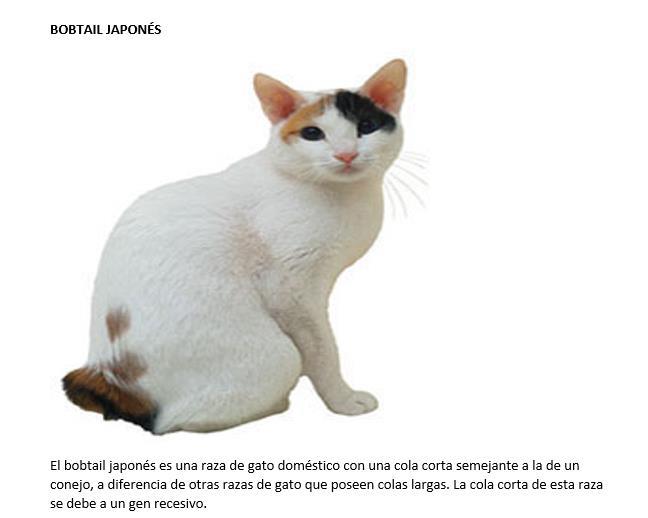 BOBTAIL JAPONÉS
El bobtail japonés es una raza de gato doméstico con una cola corta semejante a la de un
conejo, a diferencia de otras razas de gato que poseen colas largas. La cola corta de esta raza
se debe a un gen recesivo.